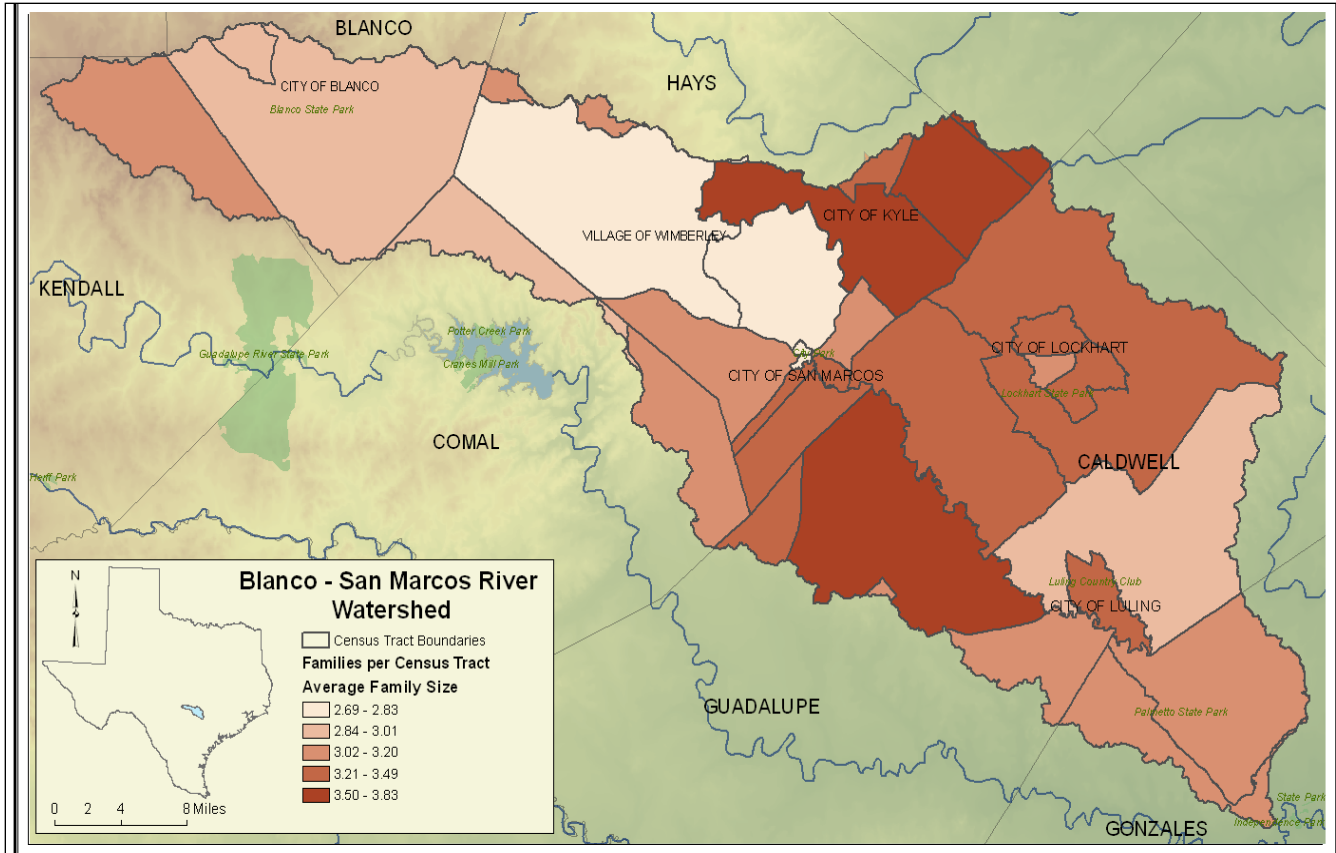 BLANCO
HAYS
CITY OF BLANCO
Blanco State Park
CITY OF KYLE
VILLAGE OF WIMBERLEY
KENDALL
Potter Creek Park
Guadalupe River State Park
Cranes Mill Park
CITY OF LOCKHART
CITY OF SAN MARCOS
Lockhart State Park
COMAL
CALDWELL
Luling Country Club
CITY OF LULING
GUADALUPE
Palmetto State Park
State Park
GONZALES
N
Blanco - San Marcos River
Watershed
Census Tract Boundaries
Families per Census Tract
Average Family Size
2.69 - 2.83
2.84 - 3.01
3.02 - 3.20
3.21 - 3.49
3.50 - 3.83
0 2 4 8 Miles